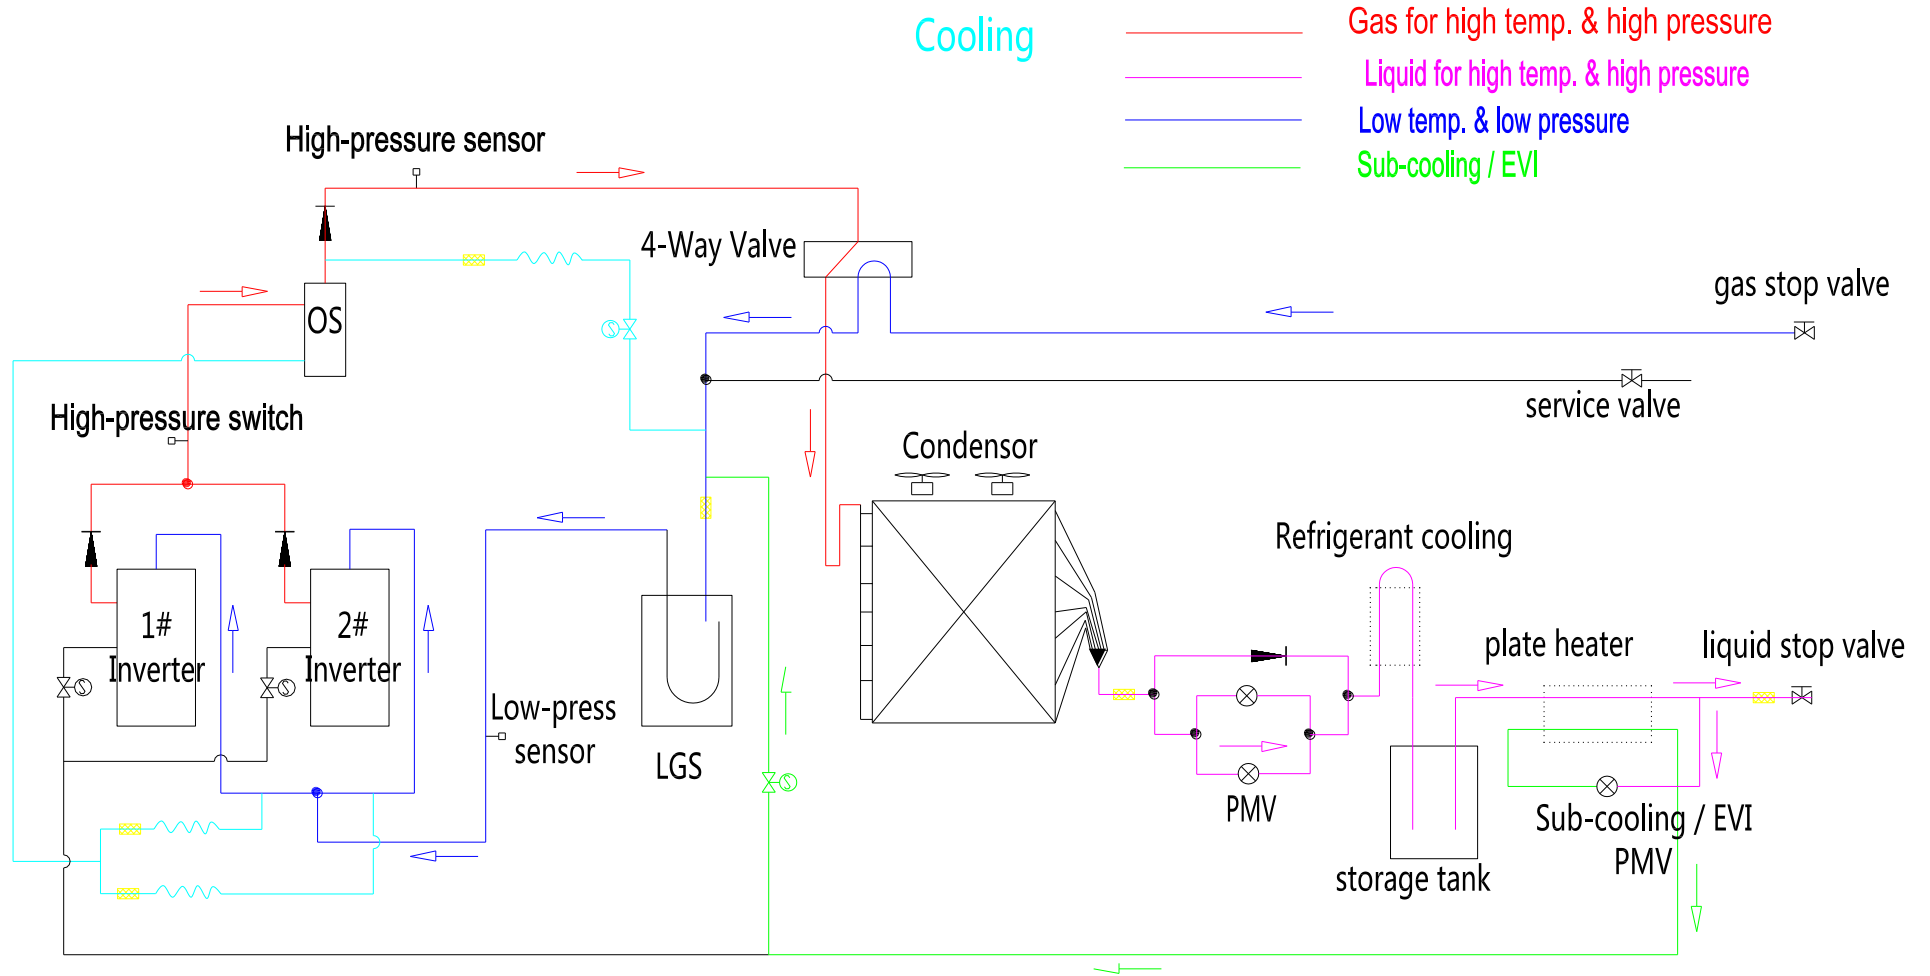 Cooling
Gas for high temp. & high pressure
Liquid for high temp. & high pressure
Low temp. & low pressure
Sub-cooling / EVI
High-pressure sensor
4-Way Valve
gas stop valve
OS
service valve
High-pressure switch
Condensor
Refrigerant cooling
1#
Inverter
2#
Inverter
plate heater
liquid stop valve
Low-press
sensor
LGS
PMV
Sub-cooling / EVI
PMV
storage tank